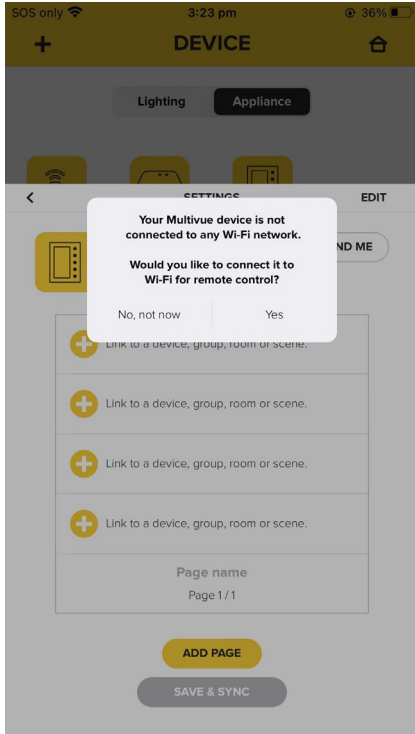 SOS only 3:23 pm 36%
DEVICE
Lighting Appliance
SETTINGS EDIT
Your Multivue device is not
connected to any Wi-Fi network.
ND ME
Would you like to connect it to
Wi-Fi for remote control?
No, not now Yes
Link to a device, group, room or scene.
Link to a device, group, room or scene.
Link to a device, group, room or scene.
Link to a device, group, room or scene.
Page name
Page 1 / 1
ADD PAGE
SAVE & SYNC